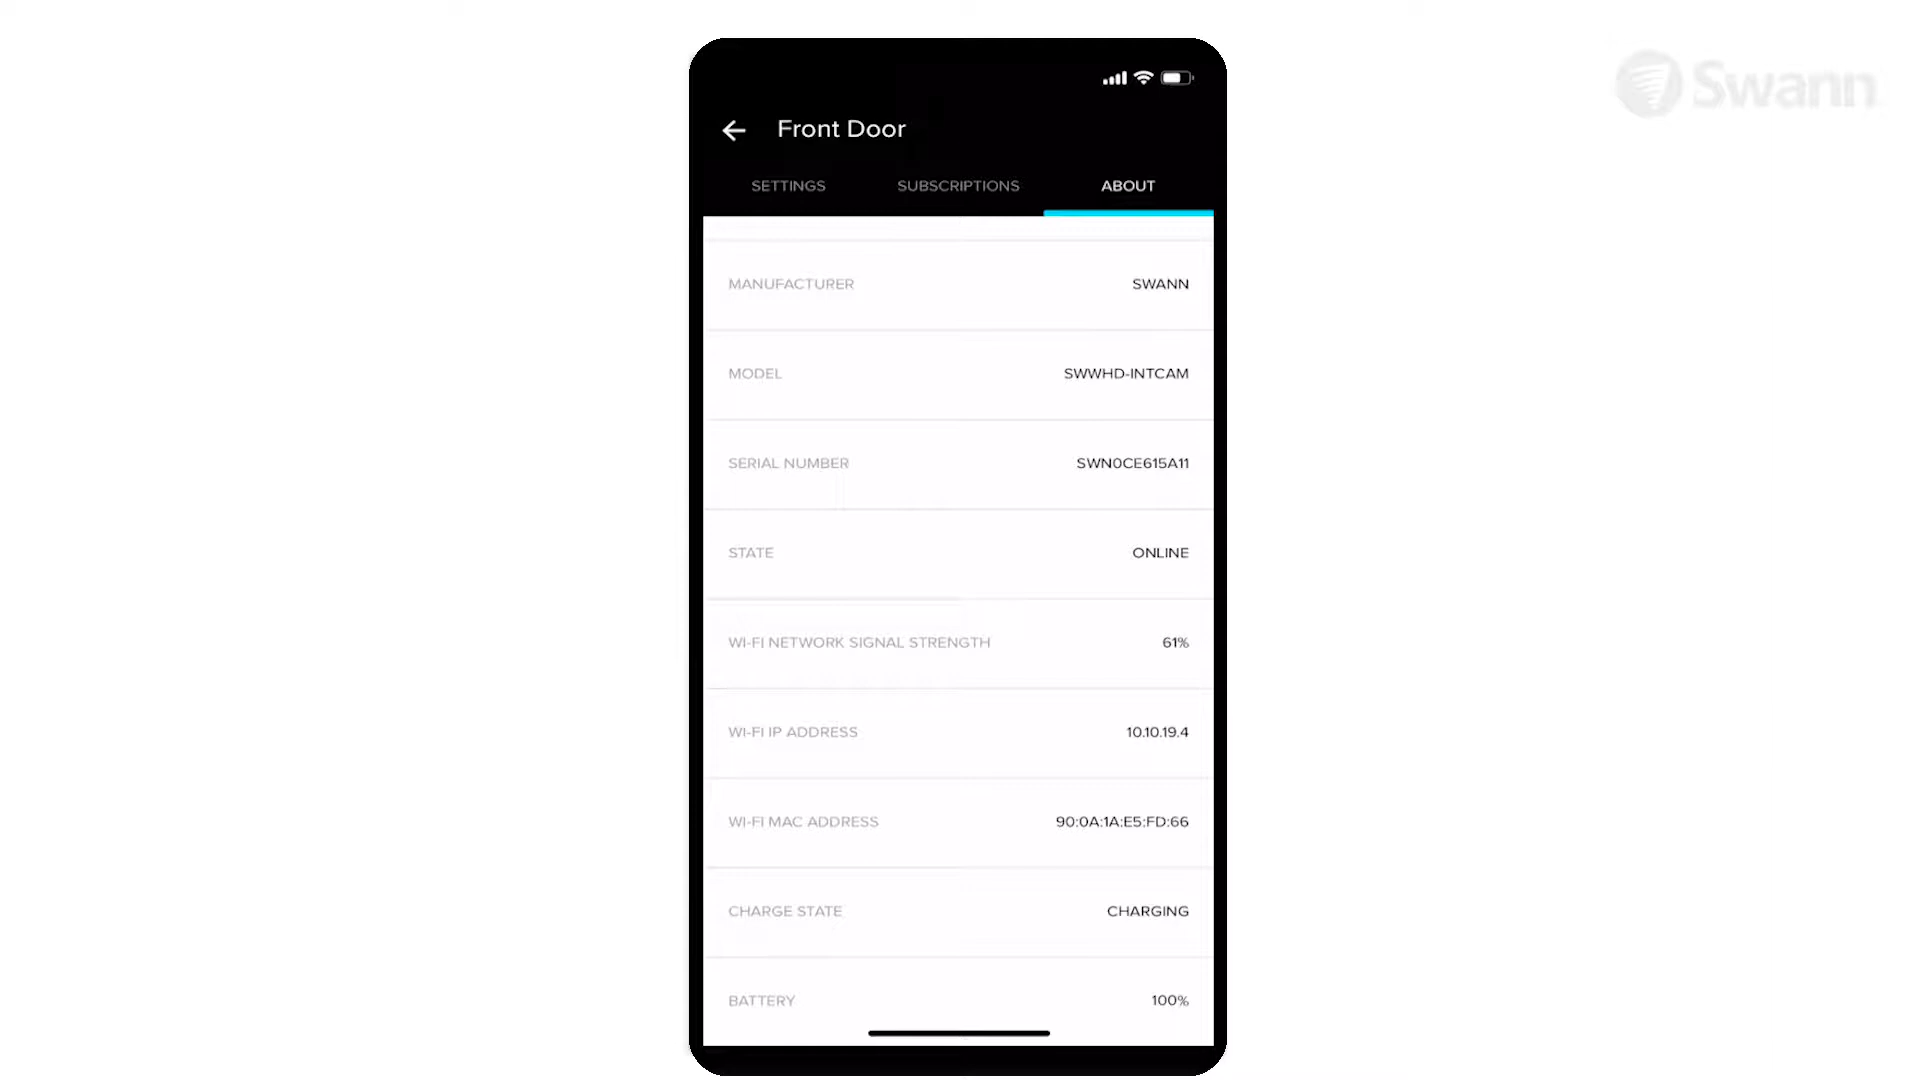 Swann
Front Door
SETTINGS SUBSCRIPTIONS ABOUT
MANUFACTURER SWANN
MODEL SWWHD-INTCAM
SERIAL NUMBER SWN0CE615A11
STATE ONLINE
WI-FI NETWORK SIGNAL STRENGTH 61%
WI-FI IP ADDRESS 10.10.19.4
WI-FI MAC ADDRESS 90:0A:1A:E5:FD:66
CHARGE STATE CHARGING
BATTERY 100%